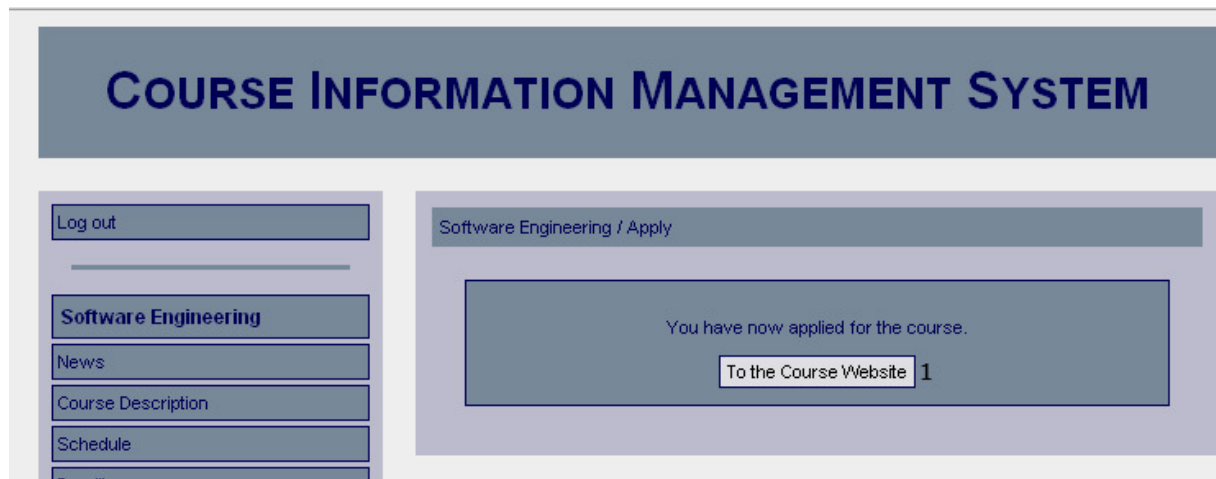 COURSE INFORMATION MANAGEMENT SYSTEM
Log out
Software Engineering
News
Course Description
Schedule
Software Engineering / Apply
You have now applied for the course.
To the Course Website 1